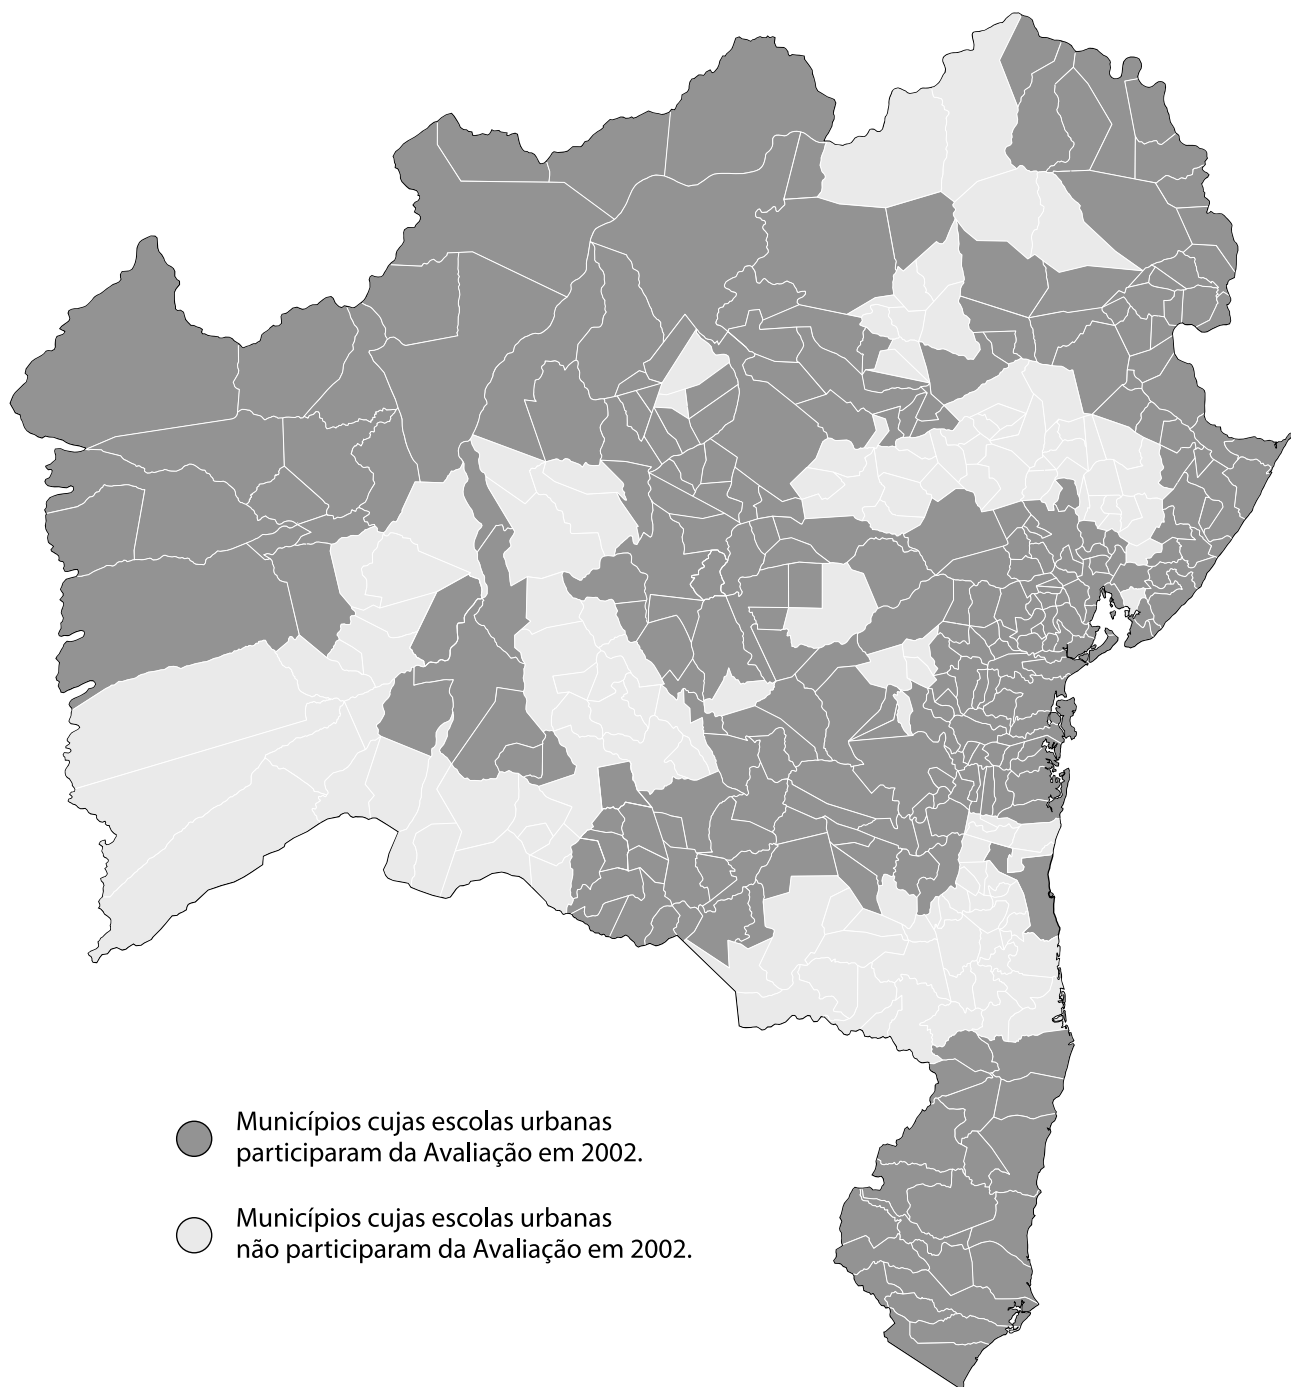 Municípios cujas escolas urbanas
participaram da Avaliação em 2002.
Municípios cujas escolas urbanas
não participaram da Avaliação em 2002.